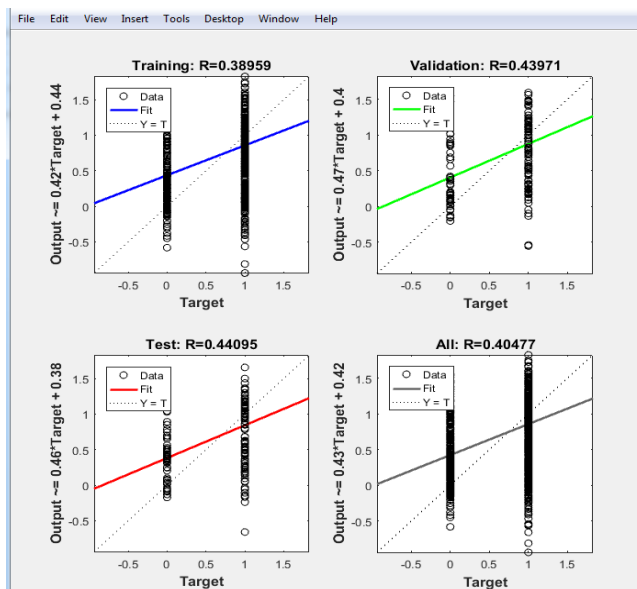 File Edit View Insert Tools Desktop Window Help
Training: R=0.38959
Output ~= 0.42*Target + 0.44
Data
Fit
Y = T
1.5
1
0.5
0
-0.5
-0.5 0 0.5 1 1.5
Target
Validation: R=0.43971
Output ~= 0.47*Target + 0.4
Data
Fit
Y = T
1.5
1
0.5
0
-0.5
-0.5 0 0.5 1 1.5
Target
Test: R=0.44095
Output ~= 0.46*Target + 0.38
Data
Fit
Y = T
1.5
1
0.5
0
-0.5
-0.5 0 0.5 1 1.5
Target
All: R=0.40477
Output ~= 0.43*Target + 0.42
Data
Fit
Y = T
1.5
1
0.5
0
-0.5
-0.5 0 0.5 1 1.5
Target